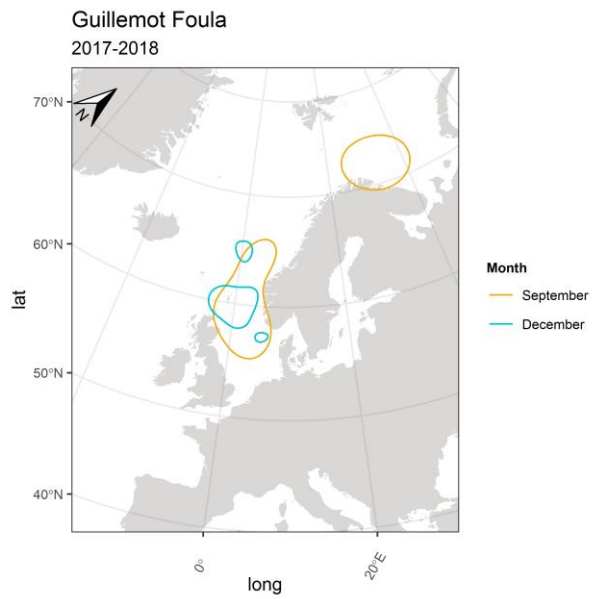 Guillemot Foula
2017-2018
70°N
60°N
50°N
40°N
lat
N
0°
20°E
long
Month
September
December